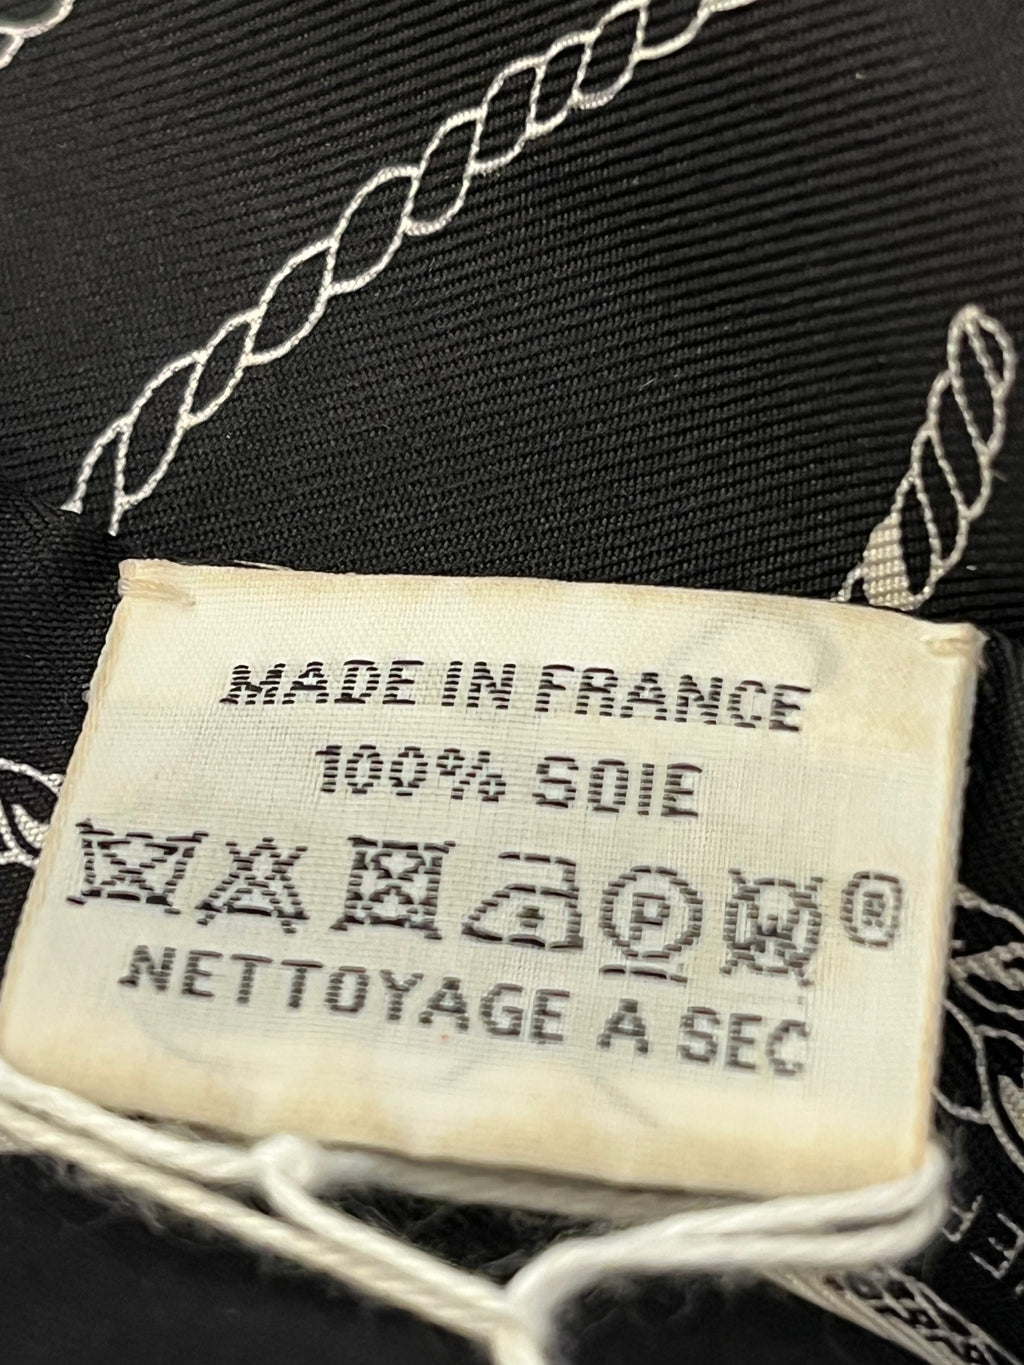 MADE IN FRANCE
100% SOIE
P ®
NETTOYAGE A SEC